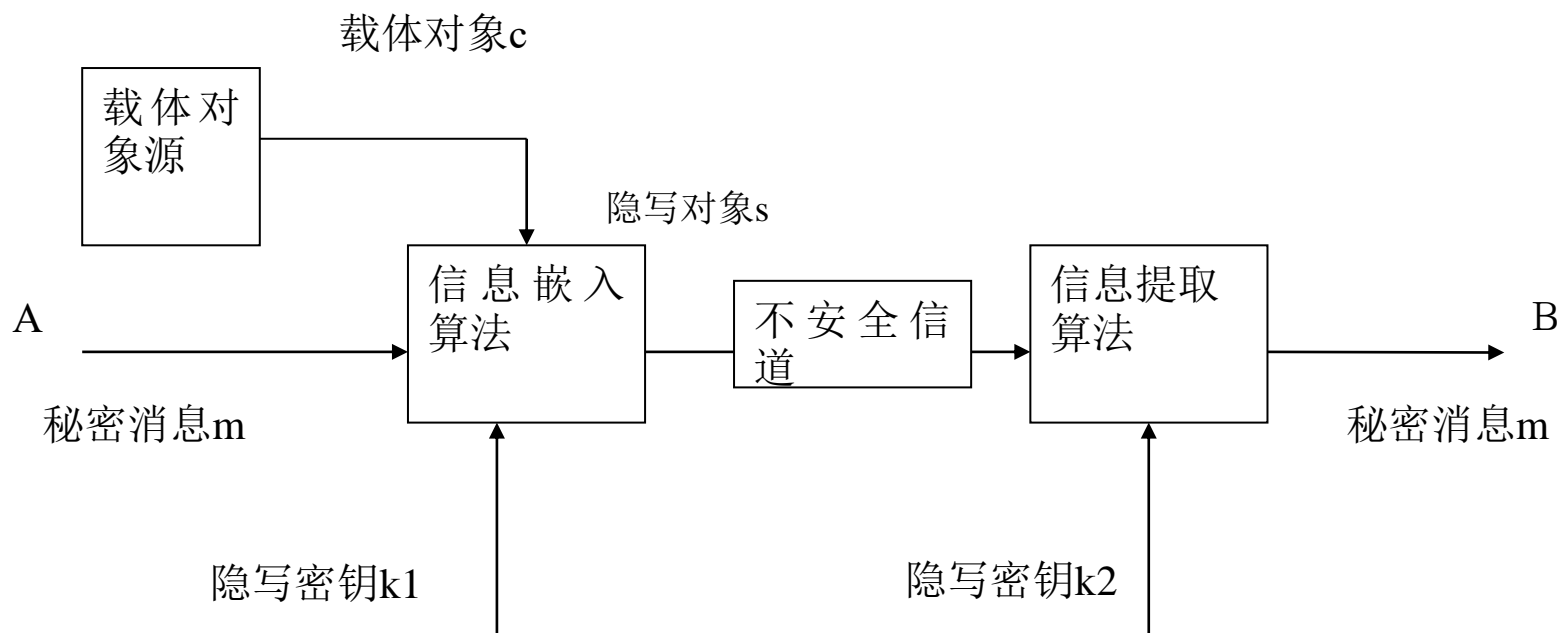 载体对象c
载体对
象源
隐写对象s
信息嵌入
算法
不安全信
道
信息提取
算法
A
B
秘密消息m
秘密消息m
隐写密钥k1
隐写密钥k2